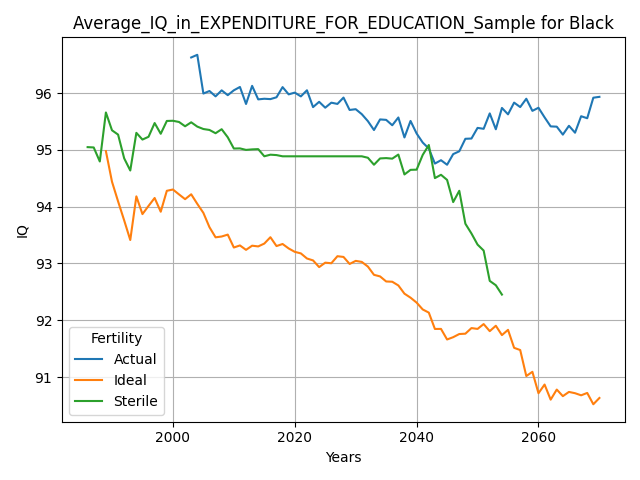 Average_IQ_in_EXPENDITURE_FOR_EDUCATION_Sample for Black
IQ
96
95
94
93
92
91
Fertility
Actual
Ideal
Sterile
2000 2020 2040 2060
Years